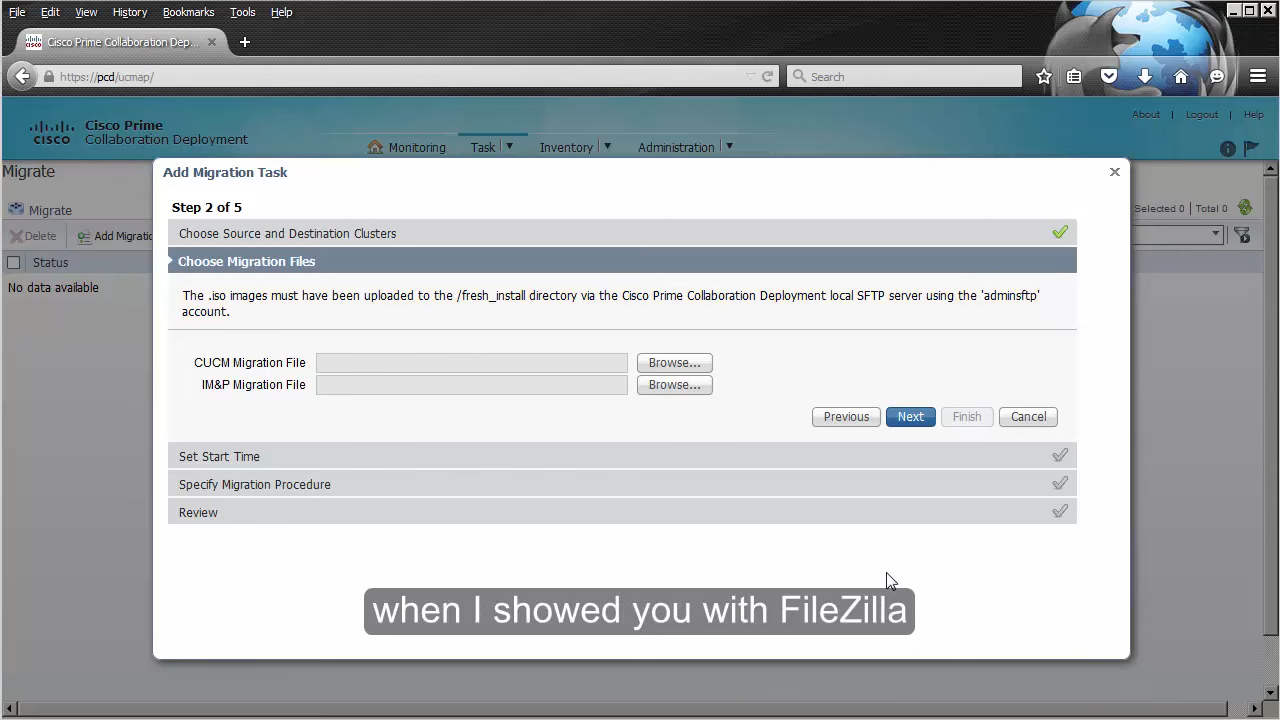 File Edit View History Bookmarks Tools Help
Cisco Prime Collaboration Dep...
https://pcd/ucmap/
Search
cisco
Cisco Prime
Collaboration Deployment
About | Logout | Help
Monitoring Task Inventory Administration
Migrate
Migrate
Selected 0 | Total 0
Delete Add Migratio
Status
No data available
Add Migration Task
Step 2 of 5
Choose Source and Destination Clusters
Choose Migration Files
The .iso images must have been uploaded to the /fresh_install directory via the Cisco Prime Collaboration Deployment local SFTP server using the 'adminsftp'
account.
CUCM Migration File Browse...
IM&P Migration File Browse...
Previous Next Finish Cancel
Set Start Time
Specify Migration Procedure
Review
when I showed you with FileZilla